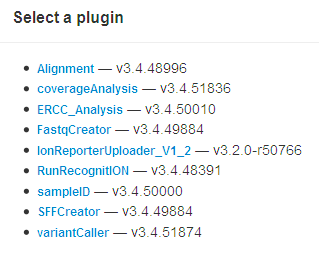 Select a plugin
Alignment — v3.4.48996
coverageAnalysis — v3.4.51836
ERCC_Analysis — v3.4.50010
FastqCreator — v3.4.49884
IonReporterUploader_V1_2 — v3.2.0-r50766
RunRecognitION — v3.4.48391
sampleID — v3.4.50000
SFFCreator — v3.4.49884
variantCaller — v3.4.51874